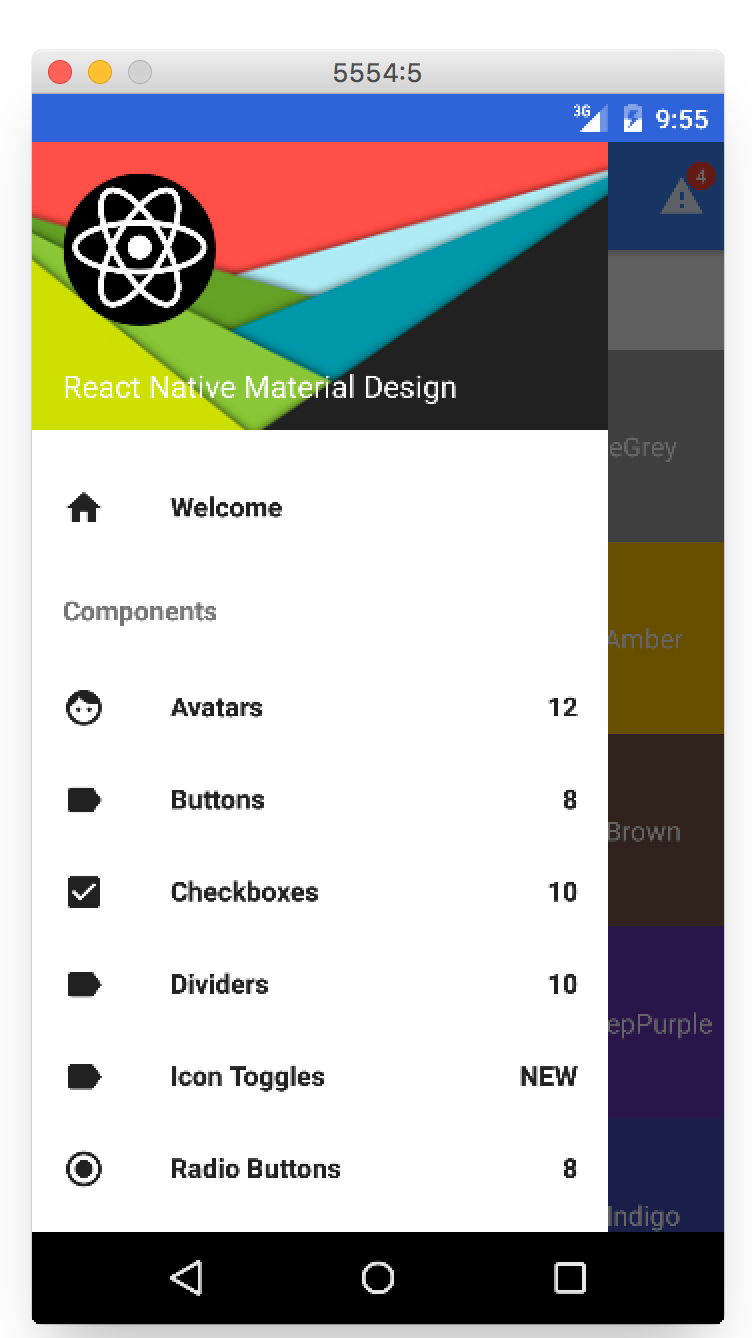 5554:5
3G 9:55
4
React Native Material Design
eGrey
Welcome
Components
Amber
Avatars 12
Buttons 8
Brown
Checkboxes 10
Dividers 10
epPurple
Icon Toggles NEW
Radio Buttons 8
Indigo